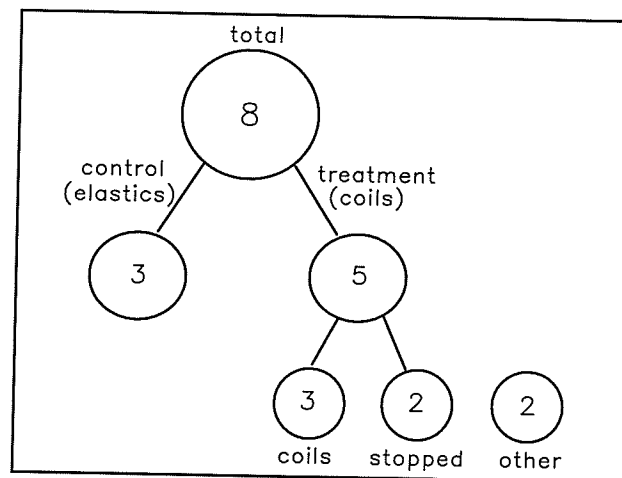 total
8
control
(elastics)
treatment
(coils)
3
5
3
2
2
coils
stopped
other